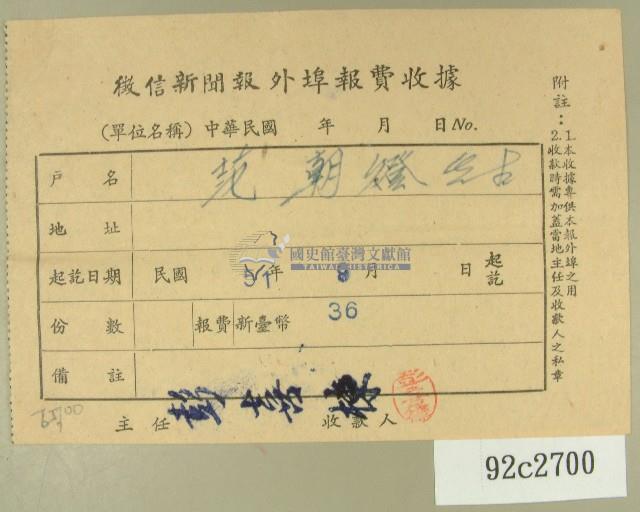 徵信新聞報外埠報費收據
(單位名稱) 中華民國 年 月 日 No.
戶名 范朝燈
地址
國史館臺灣文獻館
TAIWAN HISTORICA
起訖日期 民國 51年 8月 日 起訖
份數 報費 新臺幣 36
備註
主任 收款人
附註：
1.本收據專供本報外埠之用
2.收款時需加蓋當地主任及收款人之私章
92c2700